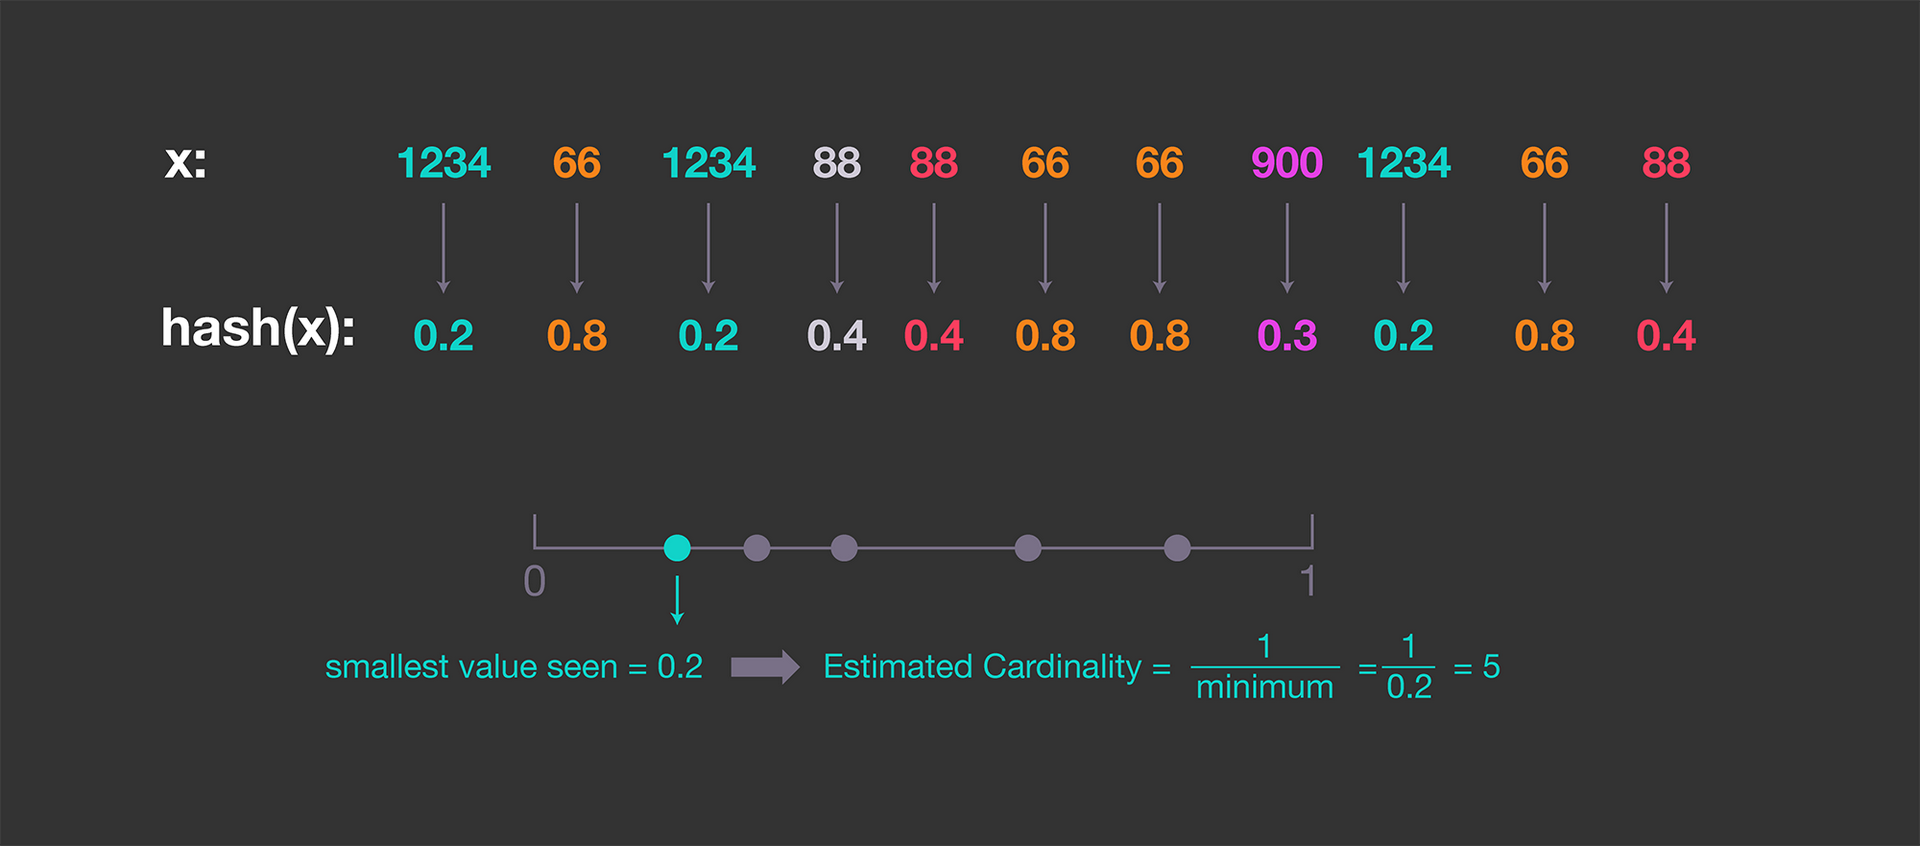 x: 1234 66 1234 88 88 66 66 900 1234 66 88
hash(x): 0.2 0.8 0.2 0.4 0.4 0.8 0.8 0.3 0.2 0.8 0.4
0 1
smallest value seen = 0.2 Estimated Cardinality = 1 / minimum = 1 / 0.2 = 5